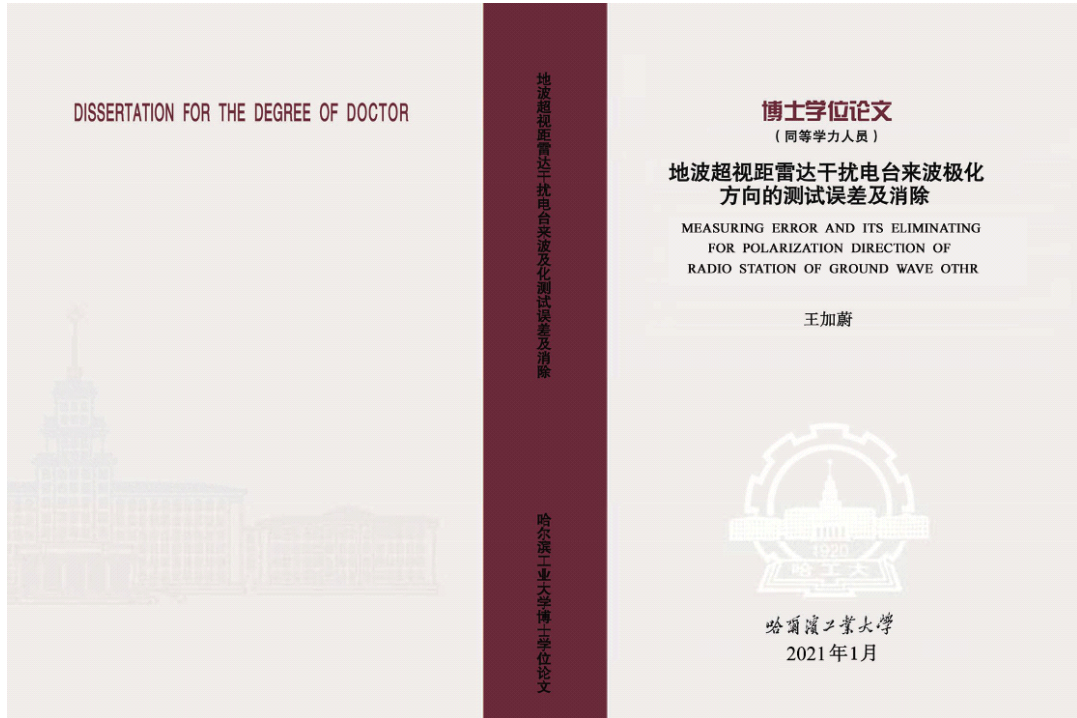 DISSERTATION FOR THE DEGREE OF DOCTOR
地波超视距雷达干扰电台来波及化测试误差及消除
哈尔滨工业大学博士学位论文
博士学位论文
（同等学力人员）
地波超视距雷达干扰电台来波极化
方向的测试误差及消除
MEASURING ERROR AND ITS ELIMINATING
FOR POLARIZATION DIRECTION OF
RADIO STATION OF GROUND WAVE OTHR
王加蔚
1920
哈工大
哈爾濱工業大學
2021年1月